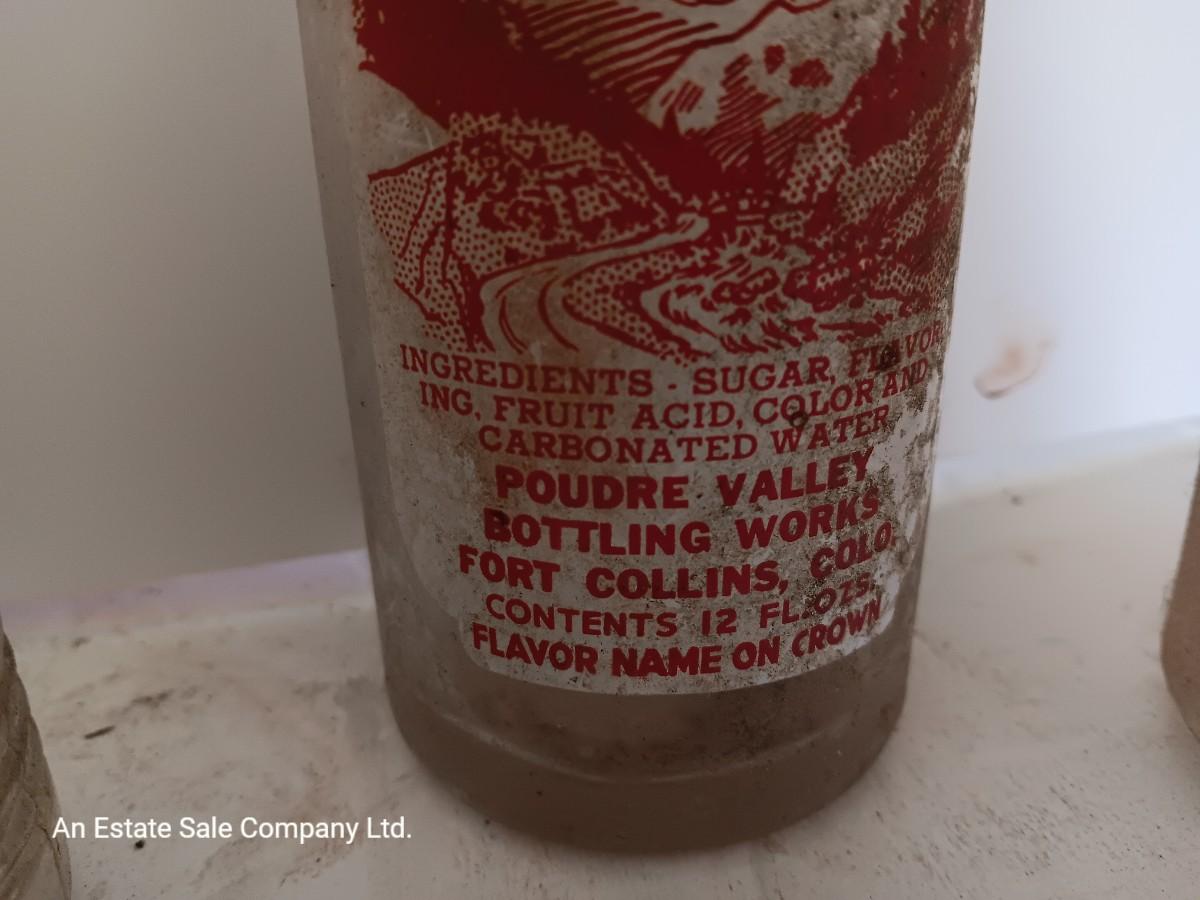 INGREDIENTS - SUGAR, FLAVOR
ING, FRUIT ACID, COLOR AND
CARBONATED WATER
POUDRE VALLEY
BOTTLING WORKS
FORT COLLINS, COLO.
CONTENTS 12 FL. OZS.
FLAVOR NAME ON CROWN
An Estate Sale Company Ltd.